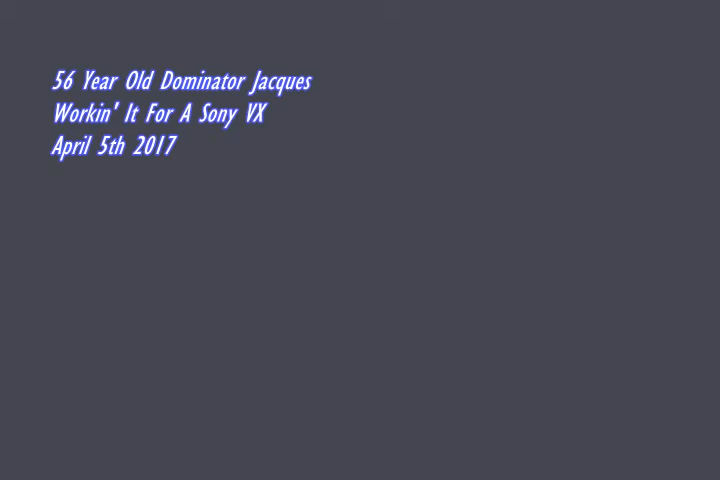 56 Year Old Dominator Jacques
Workin' It For A Sony VX
April 5th 2017